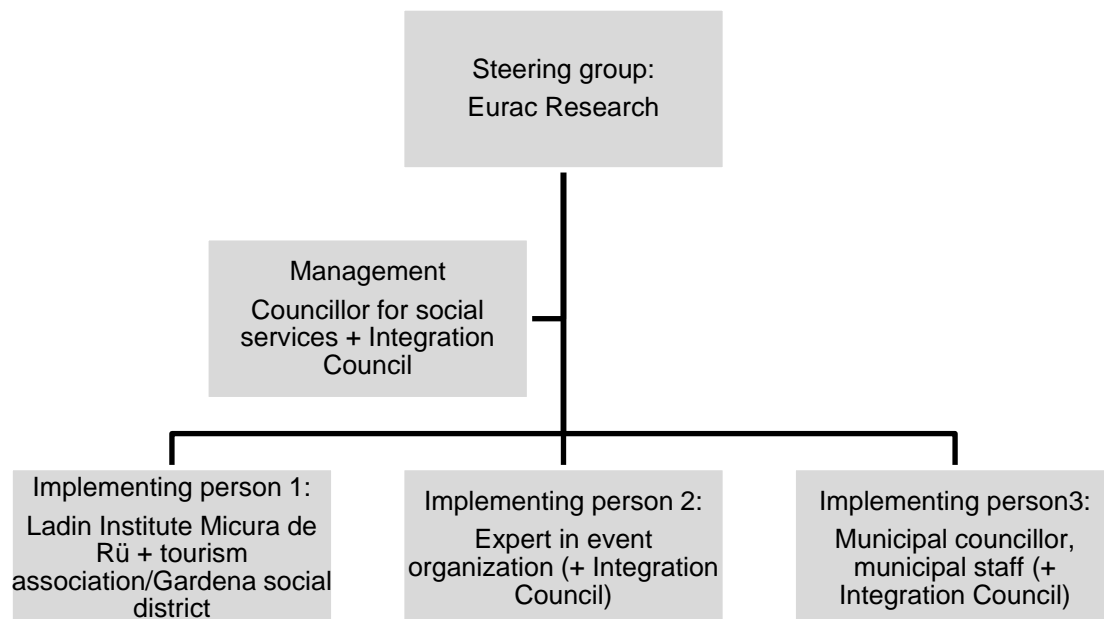 Steering group:
Eurac Research
Management
Councillor for social
services + Integration
Council
Implementing person 1:
Ladin Institute Micura de
Rü + tourism
association/Gardena social
district
Implementing person 2:
Expert in event
organization (+ Integration
Council)
Implementing person3:
Municipal councillor,
municipal staff (+
Integration Council)